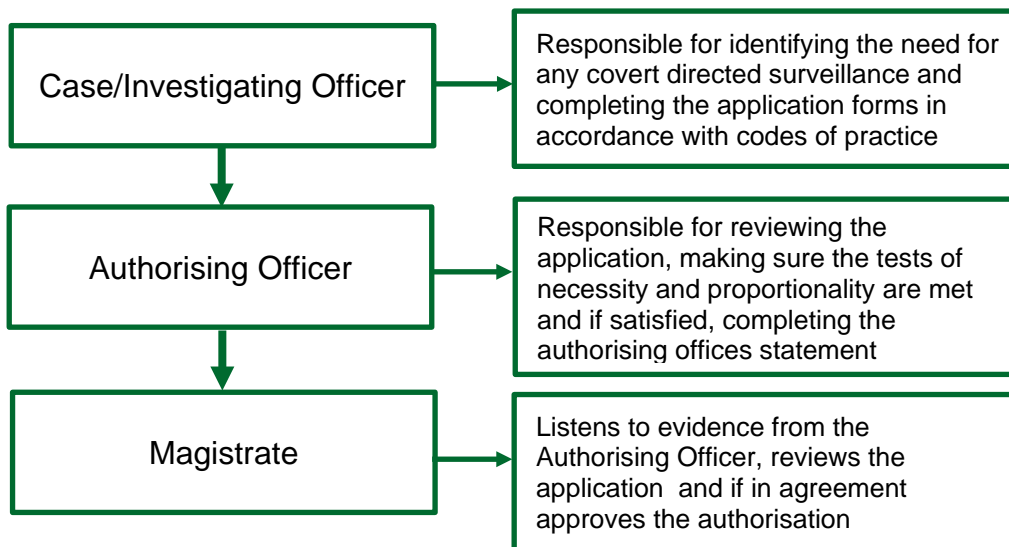 Case/Investigating Officer
Responsible for identifying the need for
any covert directed surveillance and
completing the application forms in
accordance with codes of practice
Authorising Officer
Responsible for reviewing the
application, making sure the tests of
necessity and proportionality are met
and if satisfied, completing the
authorising offices statement
Magistrate
Listens to evidence from the
Authorising Officer, reviews the
application  and if in agreement
approves the authorisation